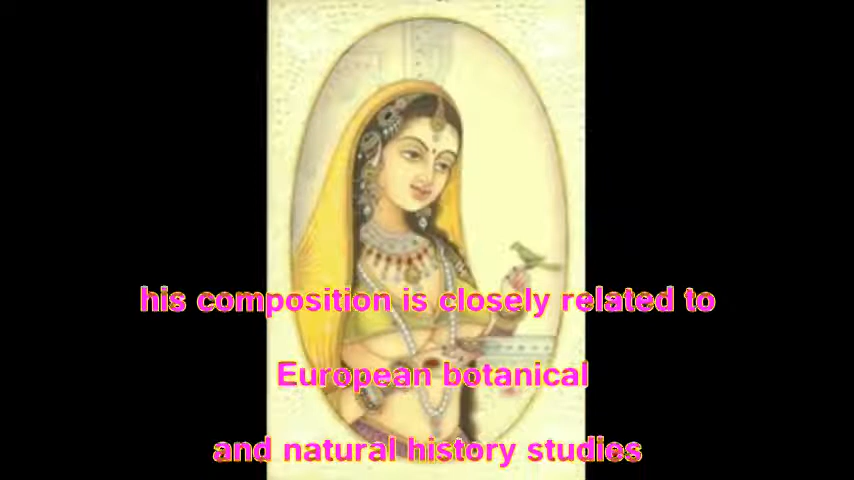 his composition is closely related to
European botanical
and natural history studies